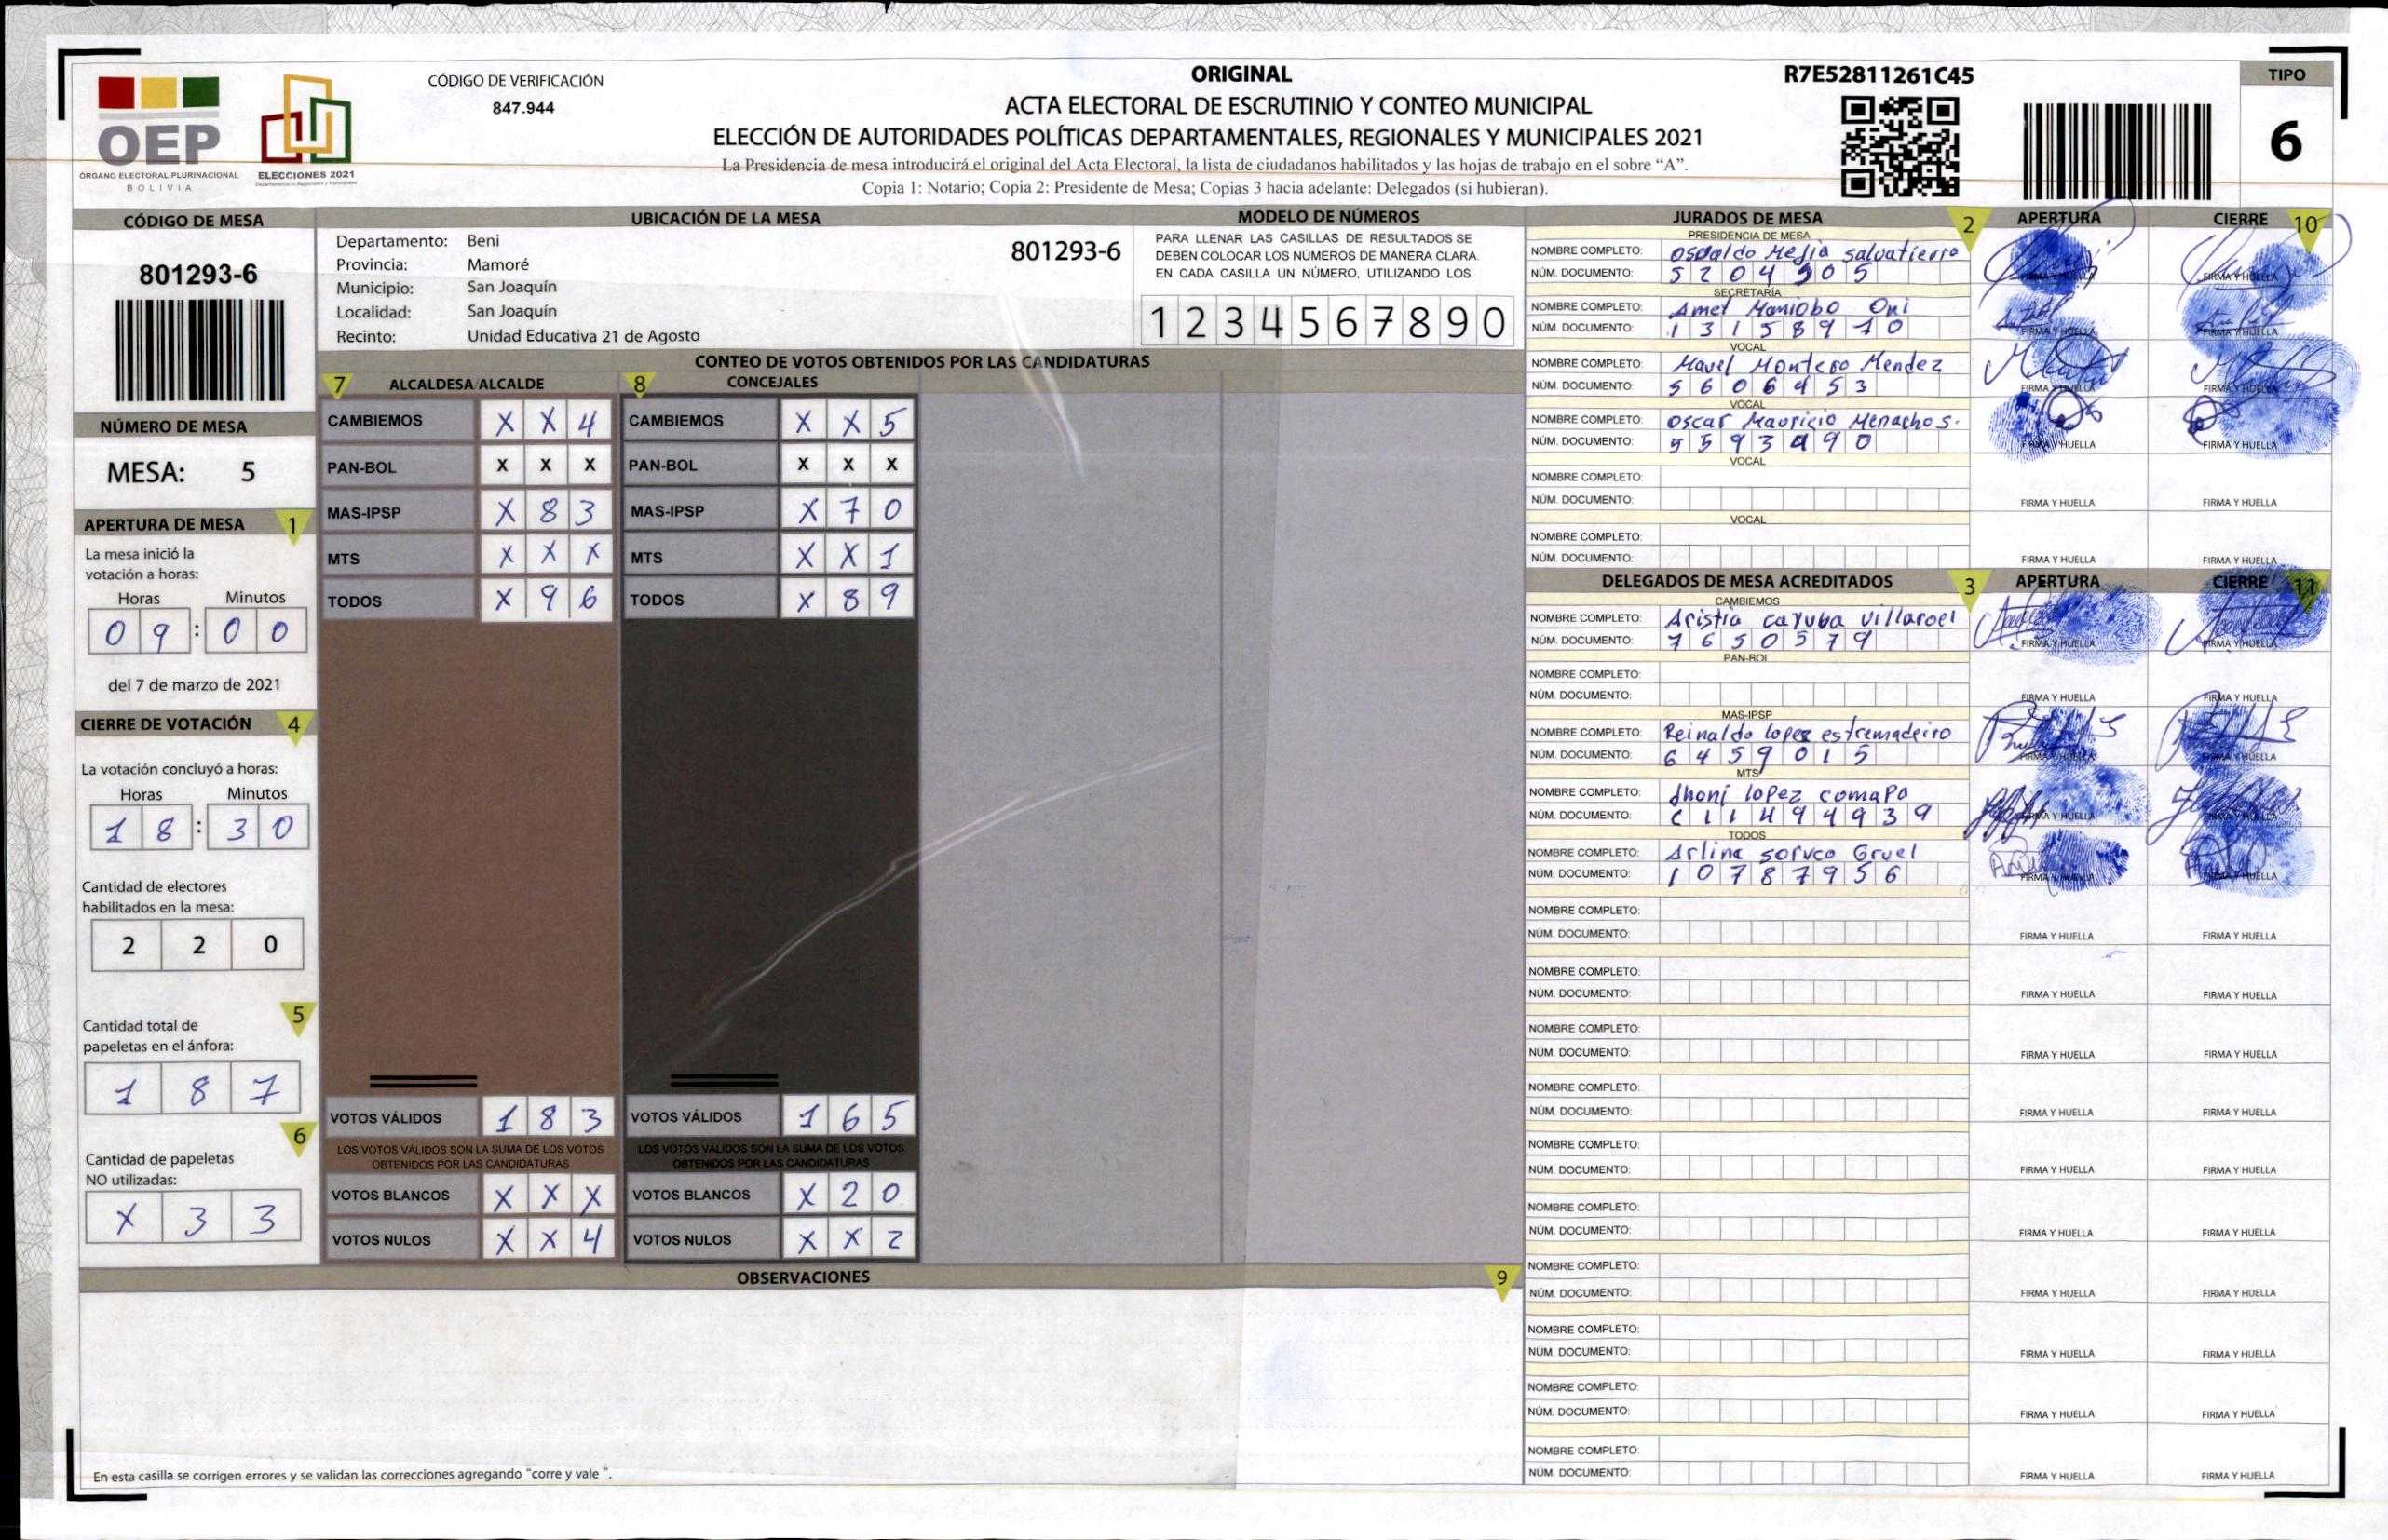 OEP
ÓRGANO ELECTORAL PLURINACIONAL
BOLIVIA
ELECCIONES 2021
CÓDIGO DE VERIFICACIÓN
847.944
ORIGINAL
ACTA ELECTORAL DE ESCRUTINIO Y CONTEO MUNICIPAL
ELECCIÓN DE AUTORIDADES POLÍTICAS DEPARTAMENTALES, REGIONALES Y MUNICIPALES 2021
La Presidencia de mesa introducirá el original del Acta Electoral, la lista de ciudadanos habilitados y las hojas de trabajo en el sobre “A”.
Copia 1: Notario; Copia 2: Presidente de Mesa; Copias 3 hacia adelante: Delegados (si hubieran).
R7E52811261C45
TIPO
6
CÓDIGO DE MESA
801293-6
NÚMERO DE MESA
MESA: 5
APERTURA DE MESA 1
La mesa inició la
votación a horas:
Horas Minutos
0 9 : 0 0
del 7 de marzo de 2021
CIERRE DE VOTACIÓN 4
La votación concluyó a horas:
Horas Minutos
1 8 : 3 0
Cantidad de electores
habilitados en la mesa:
2 2 0
5
Cantidad total de
papeletas en el ánfora:
1 8 7
6
Cantidad de papeletas
NO utilizadas:
X 3 3
UBICACIÓN DE LA MESA
Departamento: Beni
801293-6
Provincia: Mamoré
Municipio: San Joaquín
Localidad: San Joaquín
Recinto: Unidad Educativa 21 de Agosto
MODELO DE NÚMEROS
PARA LLENAR LAS CASILLAS DE RESULTADOS SE
DEBEN COLOCAR LOS NÚMEROS DE MANERA CLARA.
EN CADA CASILLA UN NÚMERO, UTILIZANDO LOS
1 2 3 4 5 6 7 8 9 0
CONTEO DE VOTOS OBTENIDOS POR LAS CANDIDATURAS
7 ALCALDESA/ALCALDE
CAMBIEMOS X X 4
PAN-BOL X X X
MAS-IPSP X 8 3
MTS X X X
TODOS X 9 6
VOTOS VÁLIDOS 1 8 3
LOS VOTOS VÁLIDOS SON LA SUMA DE LOS VOTOS
OBTENIDOS POR LAS CANDIDATURAS
VOTOS BLANCOS X X X
VOTOS NULOS X X 4
8 CONCEJALES
CAMBIEMOS X X 5
PAN-BOL X X X
MAS-IPSP X 7 0
MTS X X 1
TODOS X 8 9
VOTOS VÁLIDOS 1 6 5
LOS VOTOS VÁLIDOS SON LA SUMA DE LOS VOTOS
OBTENIDOS POR LAS CANDIDATURAS
VOTOS BLANCOS X 2 0
VOTOS NULOS X X 2
OBSERVACIONES 9
En esta casilla se corrigen errores y se validan las correcciones agregando “corre y vale ”.
JURADOS DE MESA 2 APERTURA CIERRE 10
PRESIDENCIA DE MESA
NOMBRE COMPLETO: Osvaldo Mejia Salvatierra
NÚM. DOCUMENTO: 5 2 0 4 9 0 5 FIRMA Y HUELLA FIRMA Y HUELLA
SECRETARÍA
NOMBRE COMPLETO: Amel Maniobo Oni
NÚM. DOCUMENTO: 1 3 1 5 8 9 1 0 FIRMA Y HUELLA FIRMA Y HUELLA
VOCAL
NOMBRE COMPLETO: Mavel Montero Mendez
NÚM. DOCUMENTO: 5 6 0 6 4 5 3 FIRMA Y HUELLA FIRMA Y HUELLA
VOCAL
NOMBRE COMPLETO: Oscar Mauricio Menacho S.
NÚM. DOCUMENTO: 5 5 9 3 4 9 0 FIRMA Y HUELLA FIRMA Y HUELLA
VOCAL
NOMBRE COMPLETO:
NÚM. DOCUMENTO: FIRMA Y HUELLA FIRMA Y HUELLA
VOCAL
NOMBRE COMPLETO:
NÚM. DOCUMENTO: FIRMA Y HUELLA FIRMA Y HUELLA
DELEGADOS DE MESA ACREDITADOS 3 APERTURA CIERRE 11
CAMBIEMOS
NOMBRE COMPLETO: Aristia cayuba villaroel
NÚM. DOCUMENTO: 7 6 5 0 5 7 9 FIRMA Y HUELLA FIRMA Y HUELLA
PAN-BOL
NOMBRE COMPLETO:
NÚM. DOCUMENTO: FIRMA Y HUELLA FIRMA Y HUELLA
MAS-IPSP
NOMBRE COMPLETO: Reinaldo lopez estremadeiro
NÚM. DOCUMENTO: 6 4 5 9 0 1 5 FIRMA Y HUELLA FIRMA Y HUELLA
MTS
NOMBRE COMPLETO: Jhoni lopez comapa
NÚM. DOCUMENTO: C 1 1 4 9 4 9 3 9 FIRMA Y HUELLA FIRMA Y HUELLA
TODOS
NOMBRE COMPLETO: Arline soruco Gruel
NÚM. DOCUMENTO: 1 0 7 8 7 9 5 6 FIRMA Y HUELLA FIRMA Y HUELLA
NOMBRE COMPLETO:
NÚM. DOCUMENTO: FIRMA Y HUELLA FIRMA Y HUELLA
NOMBRE COMPLETO:
NÚM. DOCUMENTO: FIRMA Y HUELLA FIRMA Y HUELLA
NOMBRE COMPLETO:
NÚM. DOCUMENTO: FIRMA Y HUELLA FIRMA Y HUELLA
NOMBRE COMPLETO:
NÚM. DOCUMENTO: FIRMA Y HUELLA FIRMA Y HUELLA
NOMBRE COMPLETO:
NÚM. DOCUMENTO: FIRMA Y HUELLA FIRMA Y HUELLA
NOMBRE COMPLETO:
NÚM. DOCUMENTO: FIRMA Y HUELLA FIRMA Y HUELLA
NOMBRE COMPLETO:
NÚM. DOCUMENTO: FIRMA Y HUELLA FIRMA Y HUELLA
NOMBRE COMPLETO:
NÚM. DOCUMENTO: FIRMA Y HUELLA FIRMA Y HUELLA
NOMBRE COMPLETO:
NÚM. DOCUMENTO: FIRMA Y HUELLA FIRMA Y HUELLA
NOMBRE COMPLETO:
NÚM. DOCUMENTO: FIRMA Y HUELLA FIRMA Y HUELLA